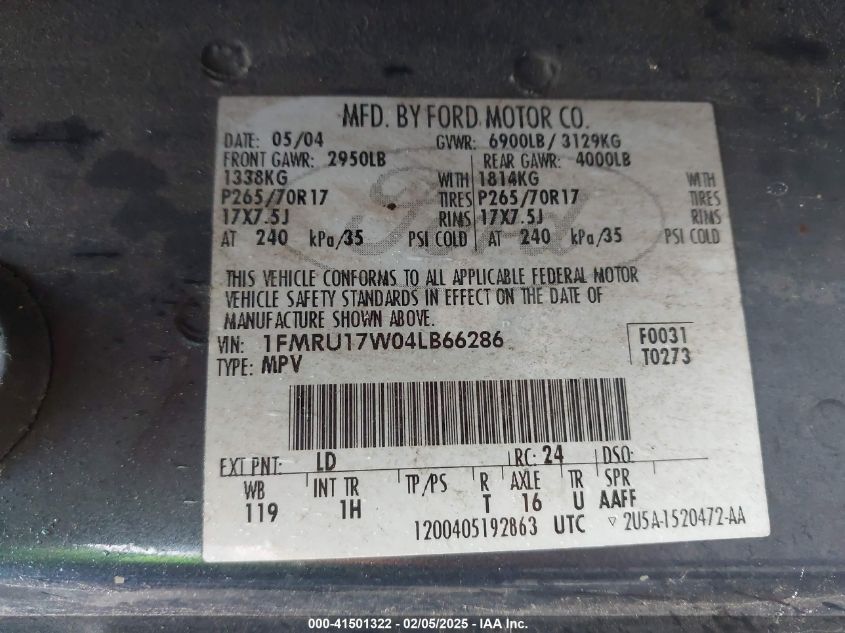 MFD. BY FORD MOTOR CO.
DATE: 05/04 GVWR: 6900LB / 3129KG
FRONT GAWR: 2950LB REAR GAWR: 4000LB
1338KG WITH 1814KG WITH
P265/70R17 TIRES P265/70R17 TIRES
17X7.5J RIMS 17X7.5J RIMS
AT 240 kPa/35 PSI COLD AT 240 kPa/35 PSI COLD
Ford
THIS VEHICLE CONFORMS TO ALL APPLICABLE FEDERAL MOTOR
VEHICLE SAFETY STANDARDS IN EFFECT ON THE DATE OF
MANUFACTURE SHOWN ABOVE.
VIN: 1FMRU17W04LB66286 F0031
TYPE: MPV T0273
EXT PNT: LD RC: 24 DSO:
WB INT TR TP/PS R AXLE TR SPR
119 1H T 16 U AAFF
1200405192863 UTC ▽ 2U5A-1520472-AA
000-41501322 - 02/05/2025 - IAAI Inc.